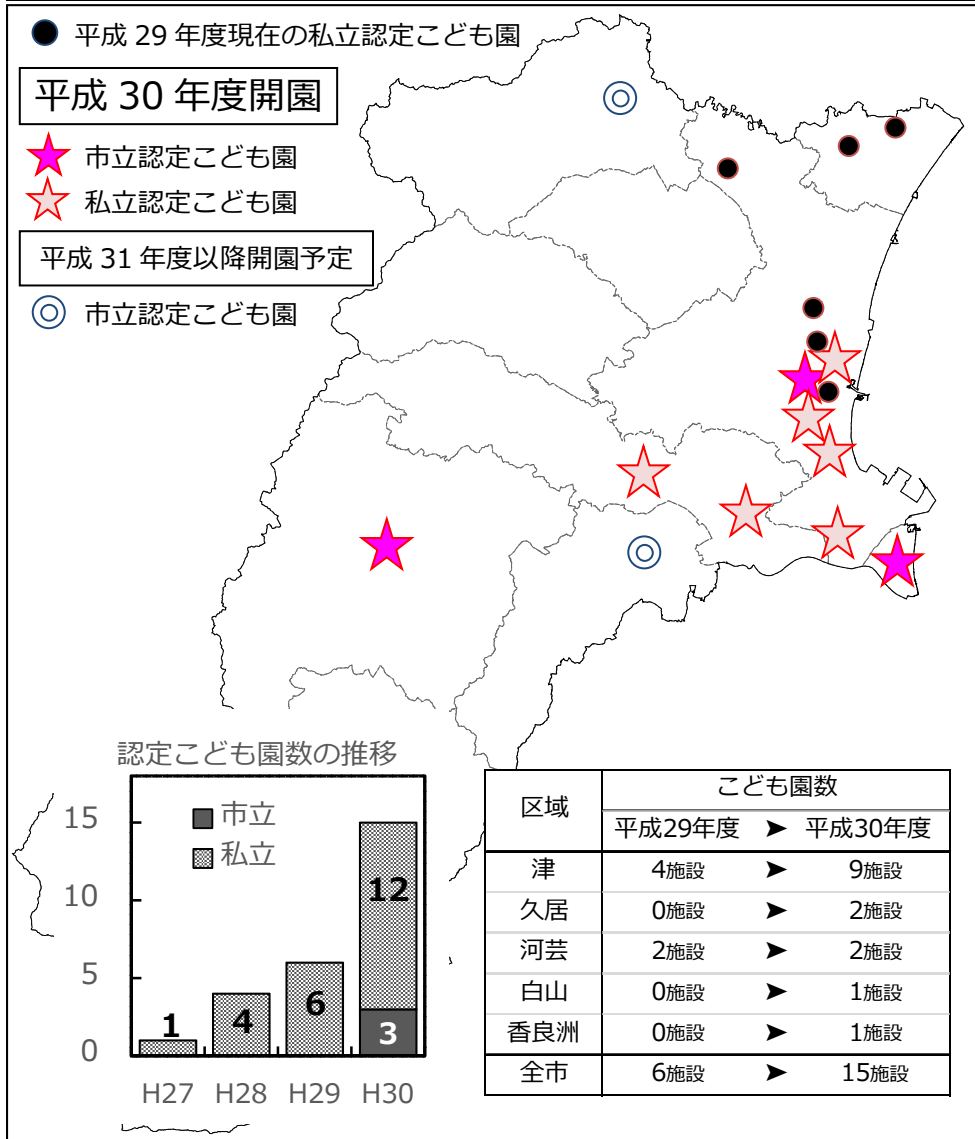 平成 29 年度現在の私立認定こども園
平成 30 年度開園
市立認定こども園
私立認定こども園
平成 31 年度以降開園予定
市立認定こども園
認定こども園数の推移
市立
私立
15
10
5
0
1
4
6
12
3
H27 H28 H29 H30
区域 こども園数
平成29年度 ➤ 平成30年度
津 4施設 ➤ 9施設
久居 0施設 ➤ 2施設
河芸 2施設 ➤ 2施設
白山 0施設 ➤ 1施設
香良洲 0施設 ➤ 1施設
全市 6施設 ➤ 15施設